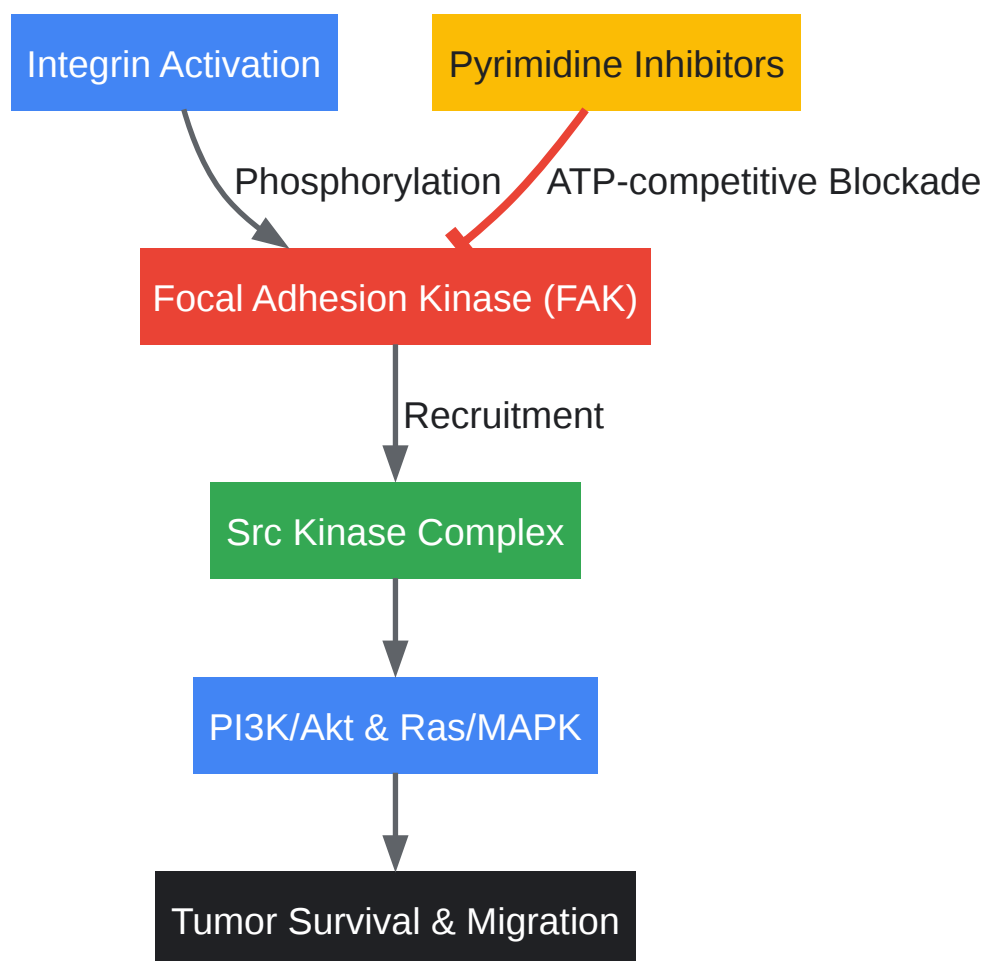 Integrin Activation
Pyrimidine Inhibitors
Phosphorylation
ATP-competitive Blockade
Focal Adhesion Kinase (FAK)
Recruitment
Src Kinase Complex
PI3K/Akt & Ras/MAPK
Tumor Survival & Migration